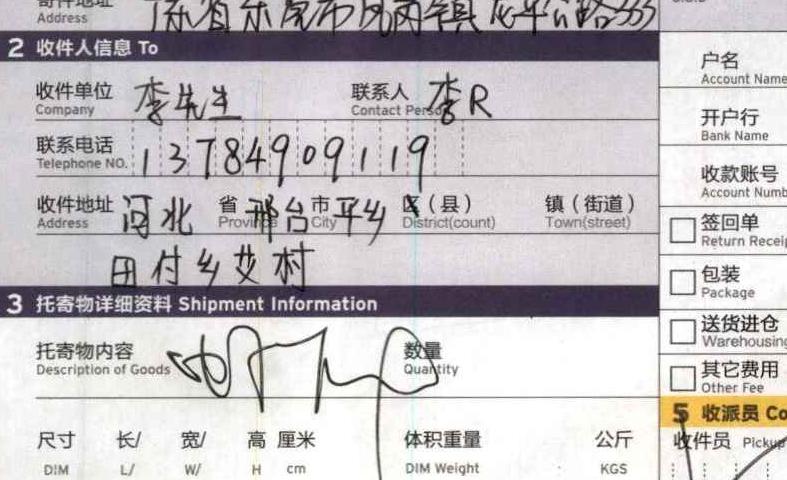 寄件地址
Address 东省东莞市凤岗镇龙平公路333
2 收件人信息 To
收件单位 李先生 联系人 李R
Company Contact Person
联系电话 13784909119
Telephone NO.
收件地址 河北 省 邢台 市 平乡 区（县） 镇（街道）
Address Province City District(count) Town(street)
田付乡艾村
3 托寄物详细资料 Shipment Information
托寄物内容 数量
Description of Goods Quantity
尺寸 长/ 宽/ 高 厘米 体积重量 公斤
DIM L/ W/ H cm DIM Weight KGS
户名
Account Name
开户行
Bank Name
收款账号
Account Numb
签回单
Return Receip
包装
Package
送货进仓
Warehousing
其它费用
Other Fee
5 收派员 Co
收件员 Pickup